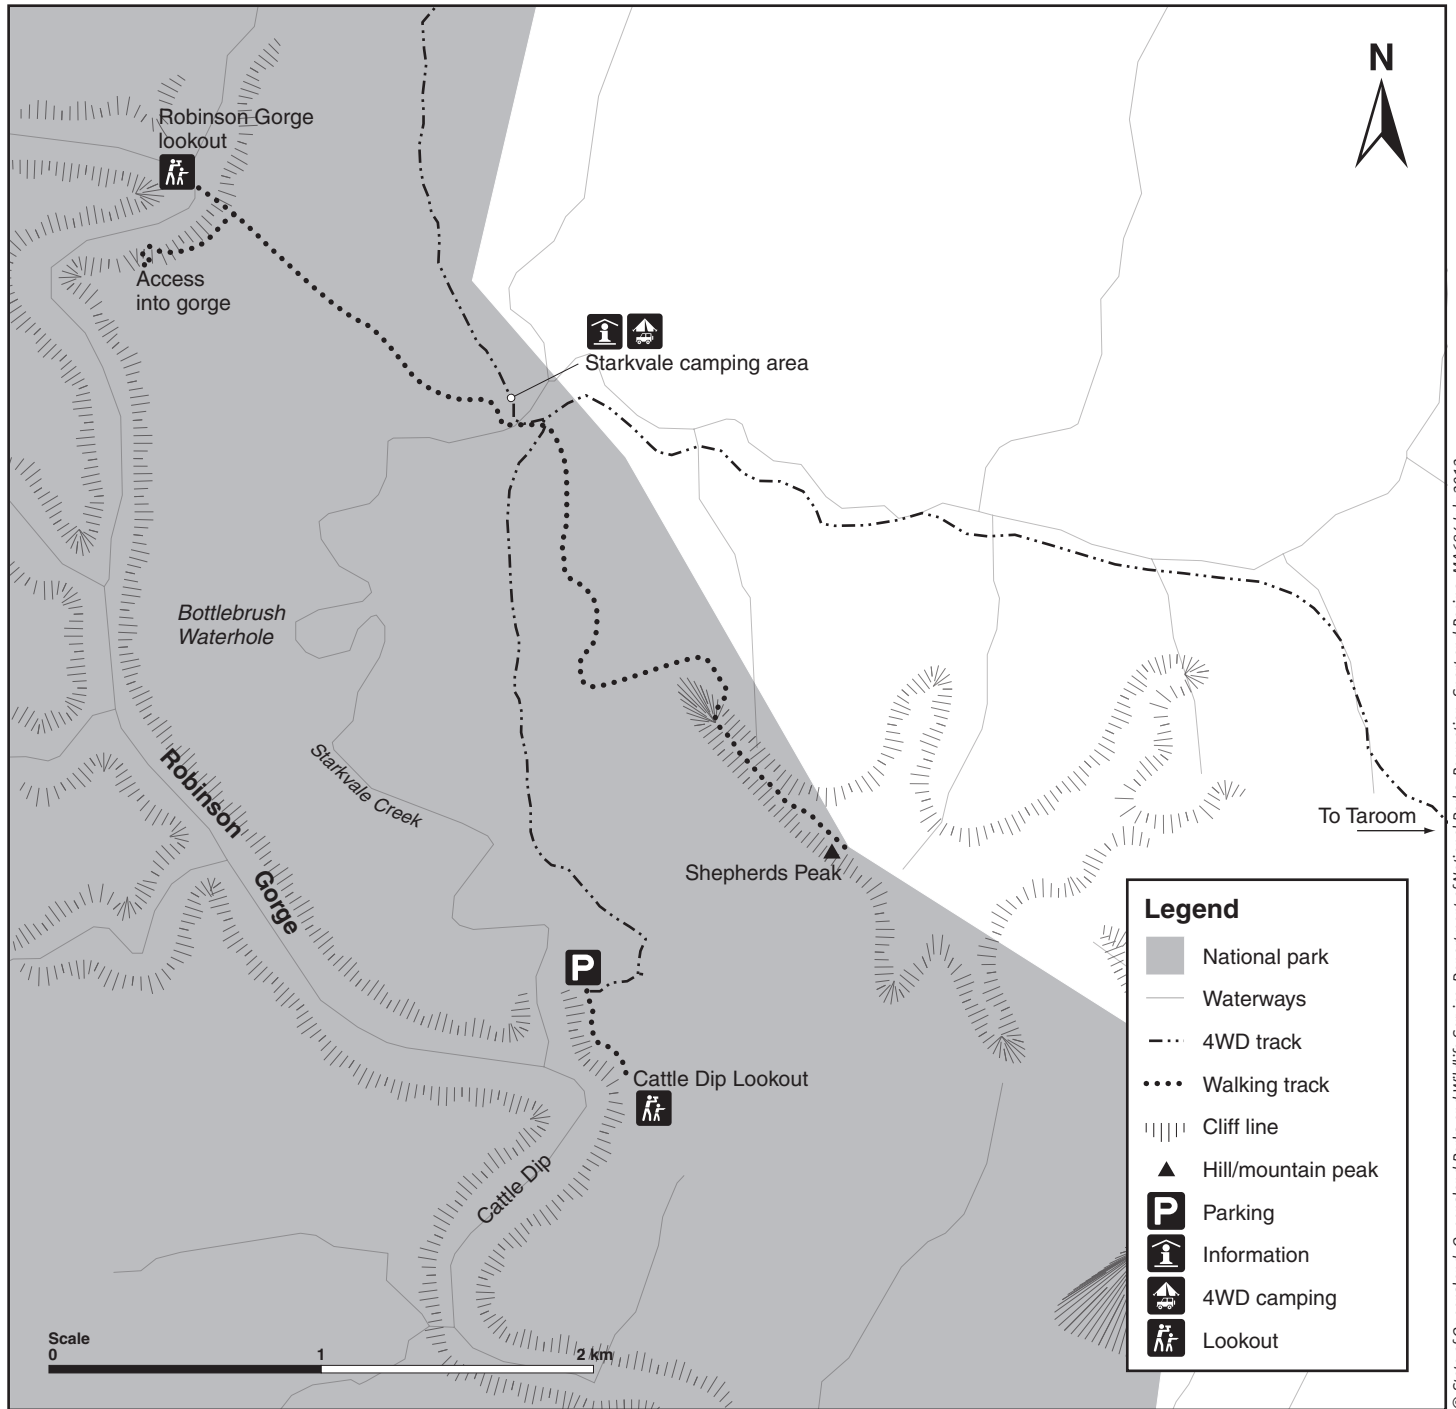 N
Robinson Gorge
lookout
Access
into gorge
Starkvale camping area
Bottlebrush
Waterhole
Robinson
Gorge
Starkvale Creek
To Taroom
Shepherds Peak
P
Cattle Dip Lookout
Cattle Dip
Scale
0 1 2 km
Legend
National park
Waterways
4WD track
Walking track
Cliff line
Hill/mountain peak
P Parking
Information
4WD camping
Lookout